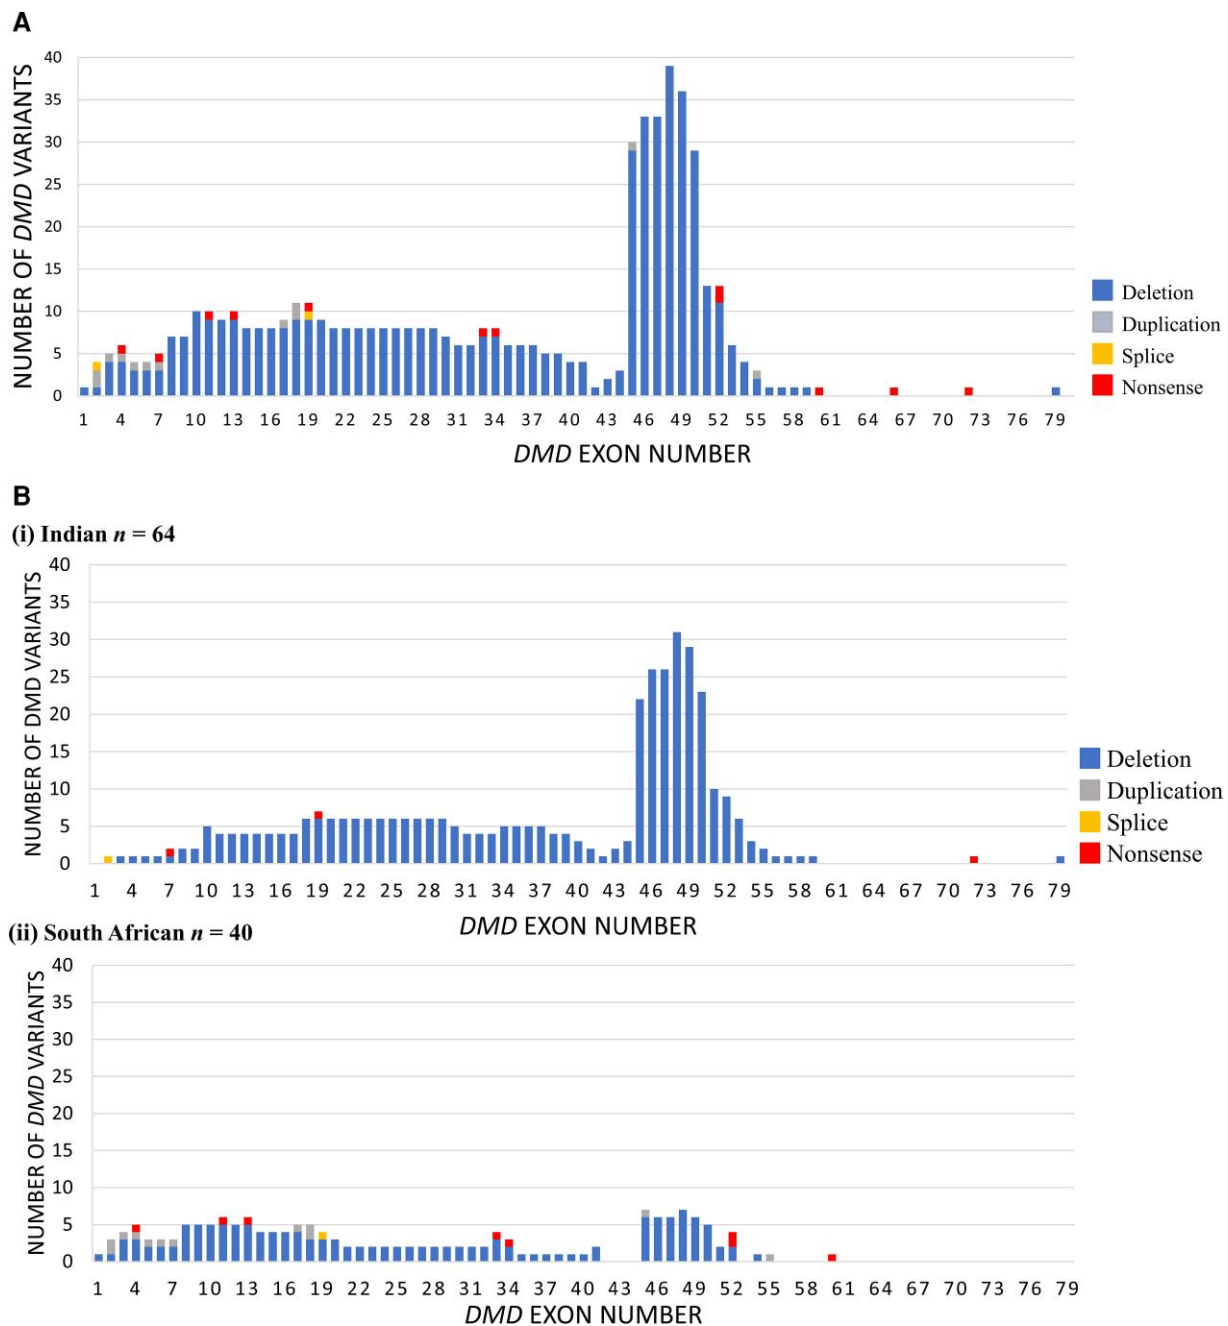 A
NUMBER OF DMD VARIANTS
40
35
30
25
20
15
10
5
0
1 4 7 10 13 16 19 22 25 28 31 34 37 40 43 46 49 52 55 58 61 64 67 70 73 76 79
DMD EXON NUMBER
Deletion
Duplication
Splice
Nonsense
B
(i) Indian n = 64
NUMBER OF DMD VARIANTS
40
35
30
25
20
15
10
5
0
1 4 7 10 13 16 19 22 25 28 31 34 37 40 43 46 49 52 55 58 61 64 67 70 73 76 79
DMD EXON NUMBER
Deletion
Duplication
Splice
Nonsense
(ii) South African n = 40
NUMBER OF DMD VARIANTS
40
35
30
25
20
15
10
5
0
1 4 7 10 13 16 19 22 25 28 31 34 37 40 43 46 49 52 55 58 61 64 67 70 73 76 79
DMD EXON NUMBER